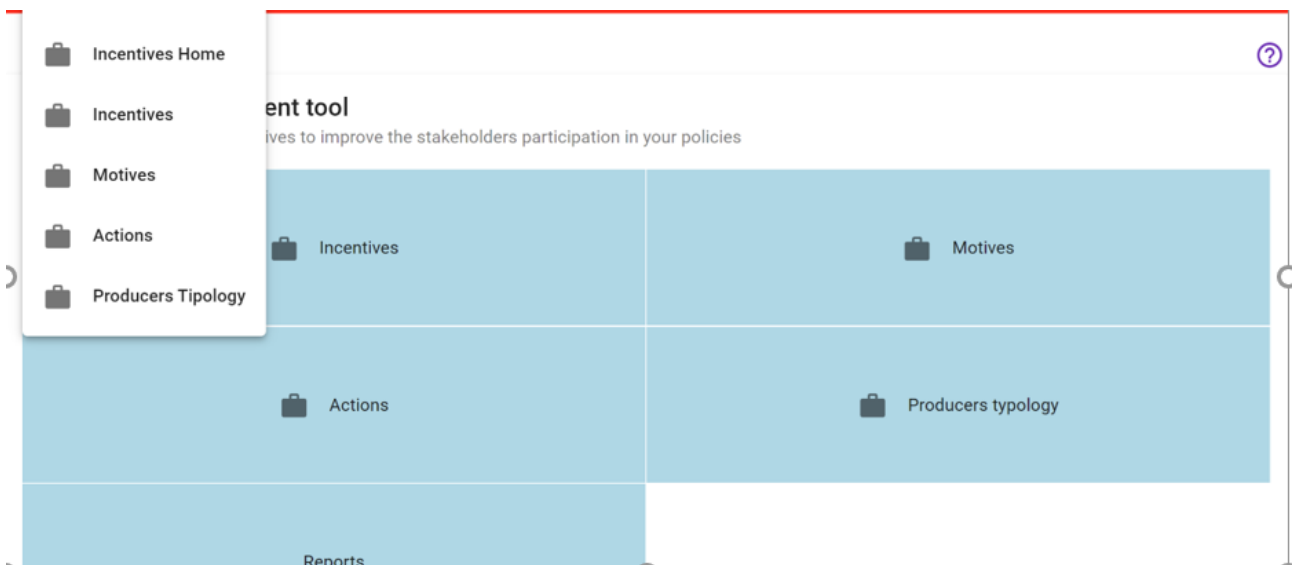 Incentives Home
Incentives
Motives
Actions
Producers Tipology
ent tool
ives to improve the stakeholders participation in your policies
Incentives
Motives
Actions
Producers typology
Reports